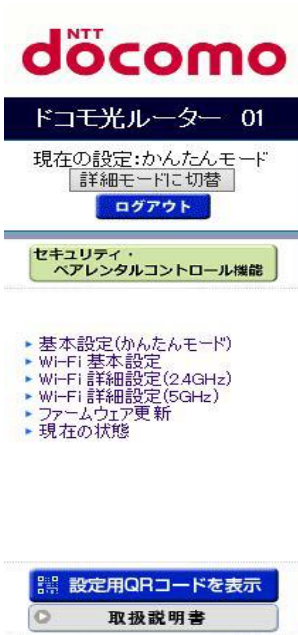 NTT
docomo
ドコモ光ルーター 01
現在の設定:かんたんモード
詳細モードに切替
ログアウト
セキュリティ・
ペアレンタルコントロール機能
基本設定(かんたんモード)
Wi-Fi 基本設定
Wi-Fi 詳細設定(2.4GHz)
Wi-Fi 詳細設定(5GHz)
ファームウェア更新
現在の状態
設定用QRコードを表示
取扱説明書